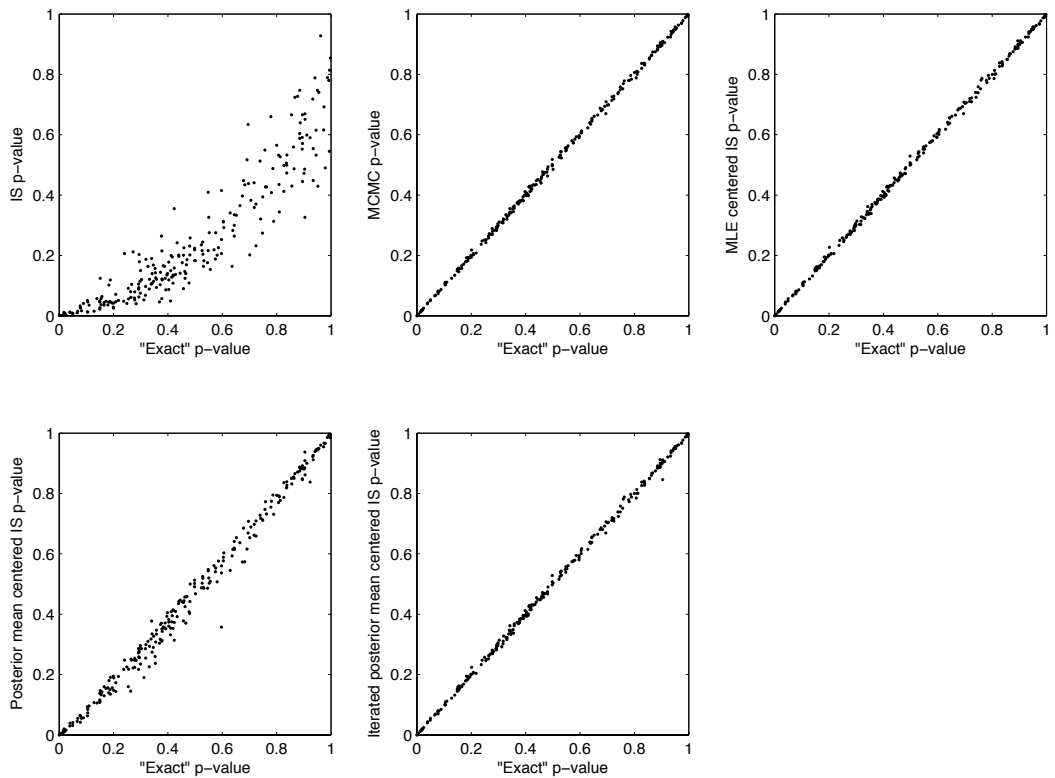 1
0.8
0.6
0.4
0.2
0
0 0.2 0.4 0.6 0.8 1
IS p-value
"Exact" p-value
1
0.8
0.6
0.4
0.2
0
0 0.2 0.4 0.6 0.8 1
MCMC p-value
"Exact" p-value
1
0.8
0.6
0.4
0.2
0
0 0.2 0.4 0.6 0.8 1
MLE centered IS p-value
"Exact" p-value
1
0.8
0.6
0.4
0.2
0
0 0.2 0.4 0.6 0.8 1
Posterior mean centered IS p-value
"Exact" p-value
1
0.8
0.6
0.4
0.2
0
0 0.2 0.4 0.6 0.8 1
Iterated posterior mean centered IS p-value
"Exact" p-value